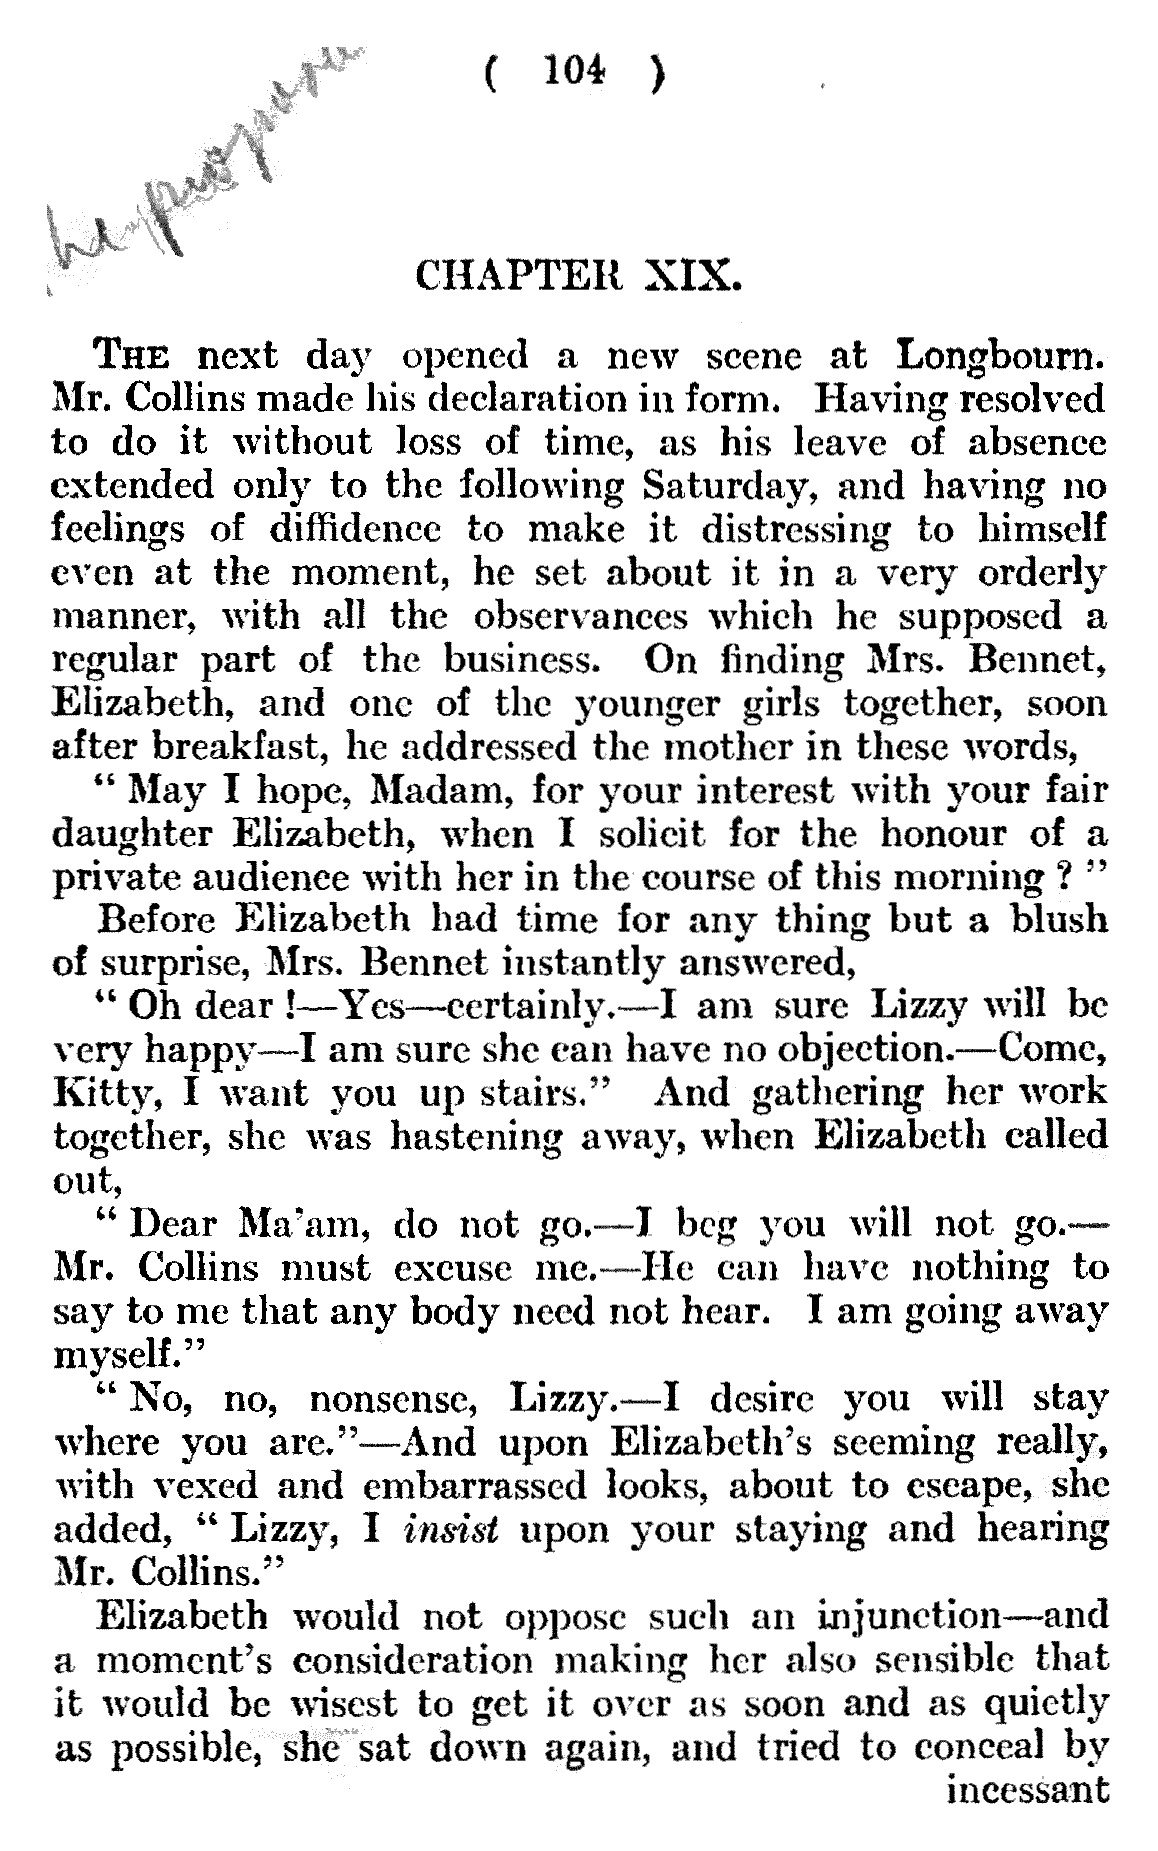 ( 104 )
CHAPTER XIX.
THE next day opened a new scene at Longbourn.
Mr. Collins made his declaration in form. Having resolved
to do it without loss of time, as his leave of absence
extended only to the following Saturday, and having no
feelings of diffidence to make it distressing to himself
even at the moment, he set about it in a very orderly
manner, with all the observances which he supposed a
regular part of the business. On finding Mrs. Bennet,
Elizabeth, and one of the younger girls together, soon
after breakfast, he addressed the mother in these words,
“ May I hope, Madam, for your interest with your fair
daughter Elizabeth, when I solicit for the honour of a
private audience with her in the course of this morning ? ”
Before Elizabeth had time for any thing but a blush
of surprise, Mrs. Bennet instantly answered,
“ Oh dear !—Yes—certainly.—I am sure Lizzy will be
very happy—I am sure she can have no objection.—Come,
Kitty, I want you up stairs.” And gathering her work
together, she was hastening away, when Elizabeth called
out,
“ Dear Ma’am, do not go.—I beg you will not go.—
Mr. Collins must excuse me.—He can have nothing to
say to me that any body need not hear. I am going away
myself.”
“ No, no, nonsense, Lizzy.—I desire you will stay
where you are.”—And upon Elizabeth’s seeming really,
with vexed and embarrassed looks, about to escape, she
added, “ Lizzy, I insist upon your staying and hearing
Mr. Collins.”
Elizabeth would not oppose such an injunction—and
a moment’s consideration making her also sensible that
it would be wisest to get it over as soon and as quietly
as possible, she sat down again, and tried to conceal by
incessant